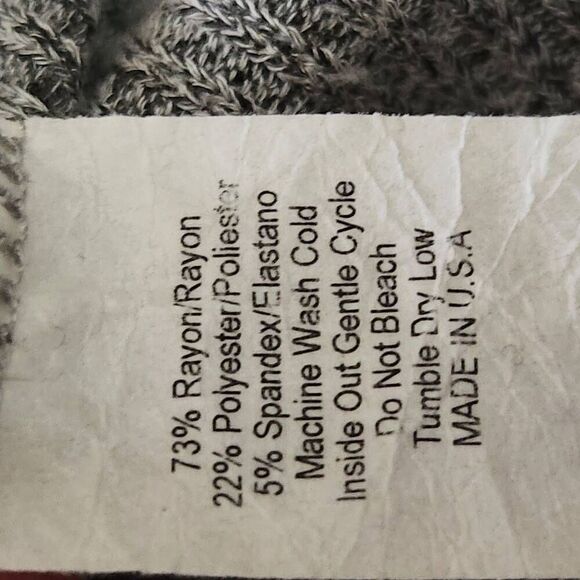 73% Rayon/Rayon
22% Polyester/Poliester
5% Spandex/Elastano
Machine Wash Cold
Inside Out Gentle Cycle
Do Not Bleach
Tumble Dry Low
MADE IN U.S.A